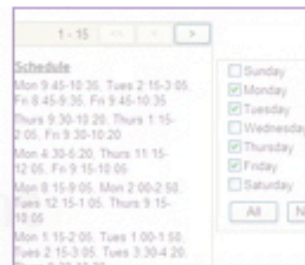 1 - 15 << < >
Schedule
Mon 9:45-10:35, Tues 2:15-3:05,
Fri 8:45-9:35, Fri 9:45-10:35
Thurs 9:30-10:20, Thurs 1:15-
2:05, Fri 9:30-10:20
Mon 4:30-5:20, Thurs 11:15-
12:05, Fri 9:15-10:05
Mon 8:15-9:05, Mon 2:00-2:50,
Tues 12:15-1:05, Thurs 9:15-
10:05
Mon 1:15-2:05, Tues 1:00-1:50,
Tues 2:15-3:05, Tues 3:30-4:20,
Sunday
Monday
Tuesday
Wednesday
Thursday
Friday
Saturday
All N